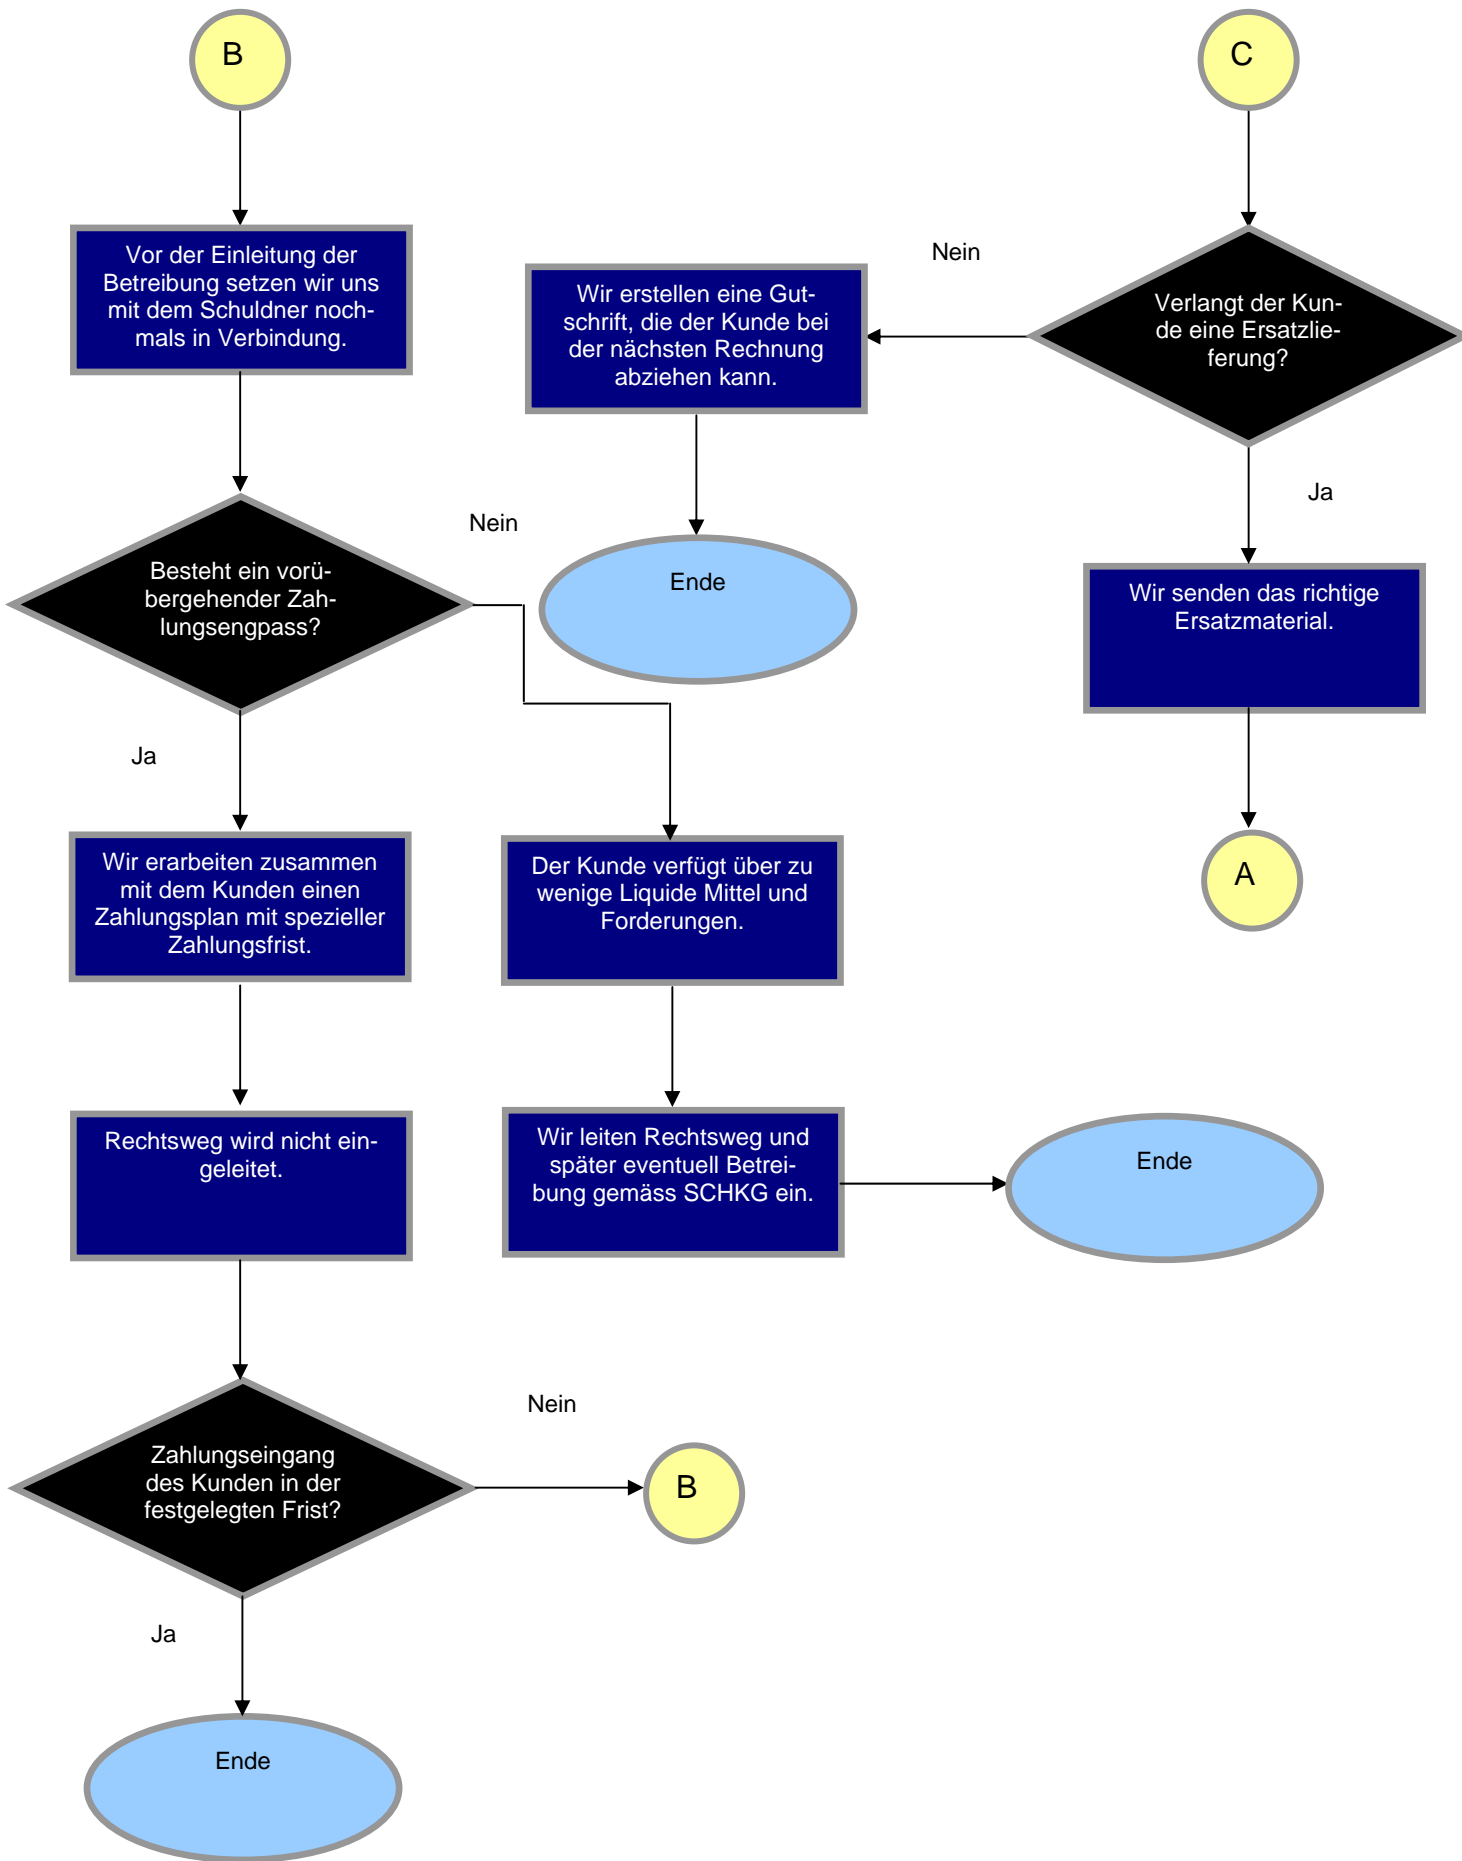 B
C
Vor der Einleitung der
Betreibung setzen wir uns
mit dem Schuldner noch-
mals in Verbindung.
Nein
Wir erstellen eine Gut-
schrift, die der Kunde bei
der nächsten Rechnung
abziehen kann.
Verlangt der Kun-
de eine Ersatzlie-
ferung?
Ja
Nein
Besteht ein vorü-
bergehender Zah-
lungsengpass?
Ende
Wir senden das richtige
Ersatzmaterial.
Ja
Wir erarbeiten zusammen
mit dem Kunden einen
Zahlungsplan mit spezieller
Zahlungsfrist.
Der Kunde verfügt über zu
wenige Liquide Mittel und
Forderungen.
A
Rechtsweg wird nicht ein-
geleitet.
Wir leiten Rechtsweg und
später eventuell Betrei-
bung gemäss SCHKG ein.
Ende
Nein
Zahlungseingang
des Kunden in der
festgelegten Frist?
B
Ja
Ende